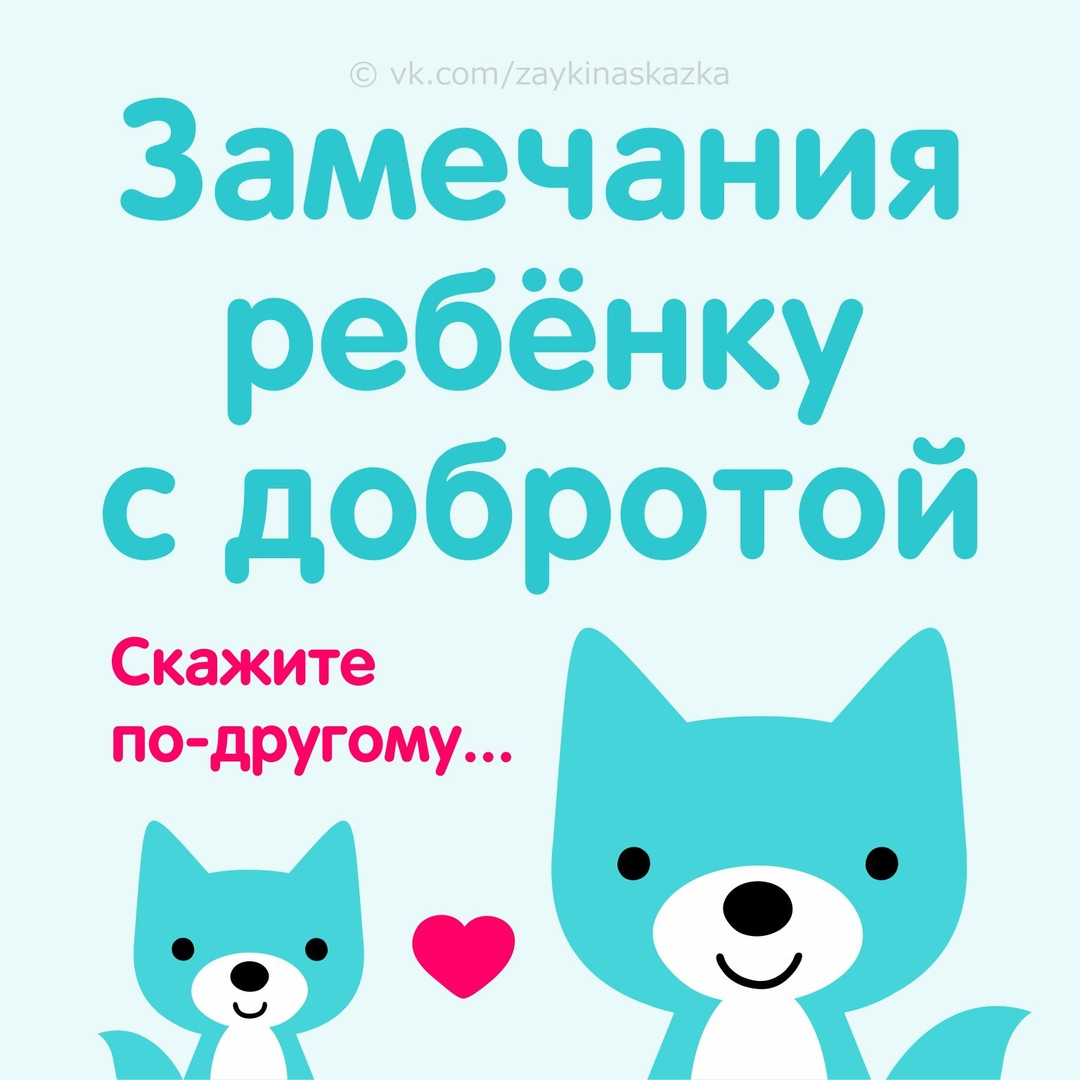 © vk.com/zaykinaskazka
Замечания
ребёнку
с добротой
Скажите
по-другому...